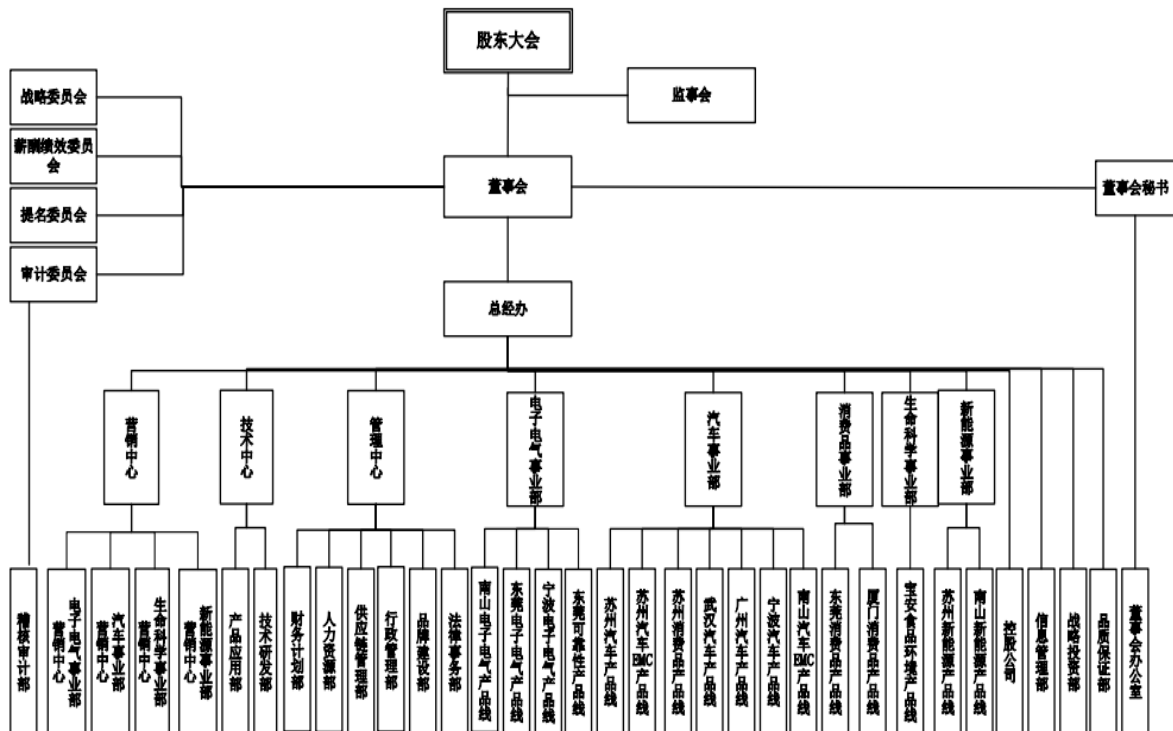 股东大会
监事会
战略委员会
薪酬绩效委员
会
提名委员会
审计委员会
董事会
董事会秘书
总经办
营销中心
技术中心
管理中心
电子电气事业部
汽车事业部
消费品事业部
生命科学事业部
新能源事业部
稽核审计部
电子电气事业部
营销中心
汽车事业部
营销中心
生命科学事业部
营销中心
新能源事业部
营销中心
产品应用部
技术研发部
财务计划部
人力资源部
供应链管理部
行政管理部
品牌建设部
法律事务部
南山电子电气产品线
东莞电子电气产品线
宁波电子电气产品线
东莞可靠性产品线
苏州汽车产品线
苏州汽车EMC产品线
苏州消费品产品线
武汉汽车产品线
广州汽车产品线
宁波汽车产品线
南山汽车EMC产品线
东莞消费品产品线
厦门消费品产品线
宝安食品环境产品线
苏州新能源产品线
南山新能源产品线
控股公司
信息管理部
战略投资部
品质保证部
董事会办公室